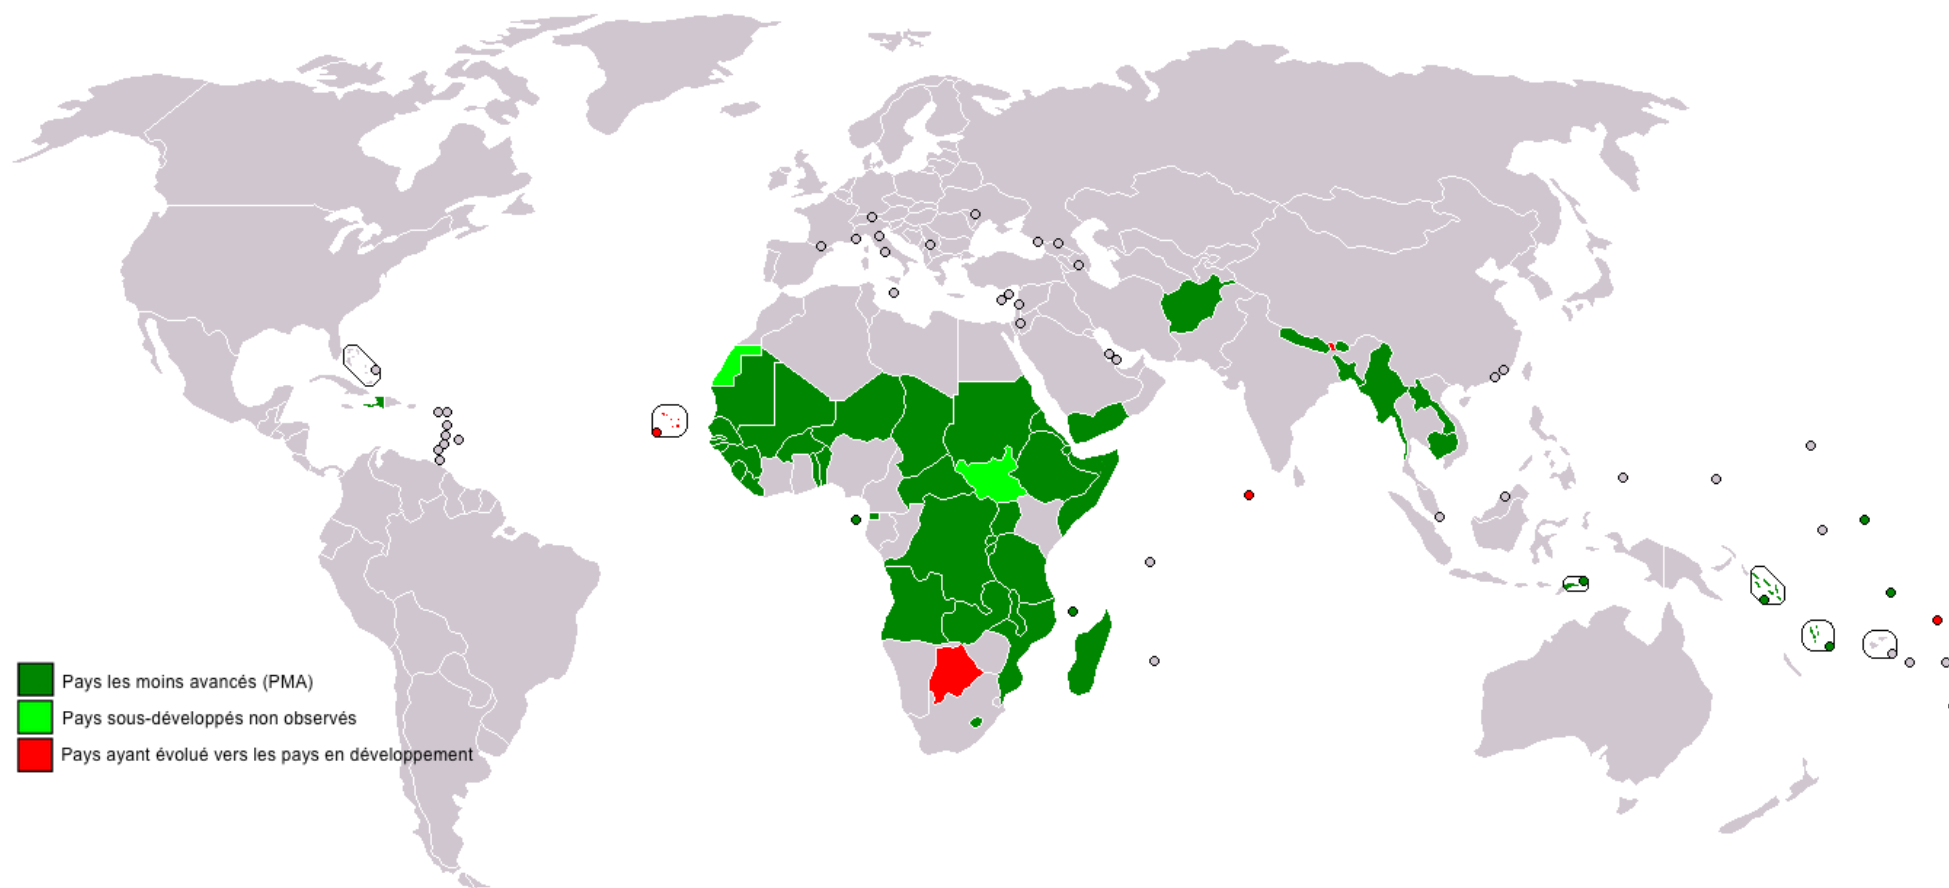 Pays les moins avancés (PMA)
Pays sous-développés non observés
Pays ayant évolué vers les pays en développement